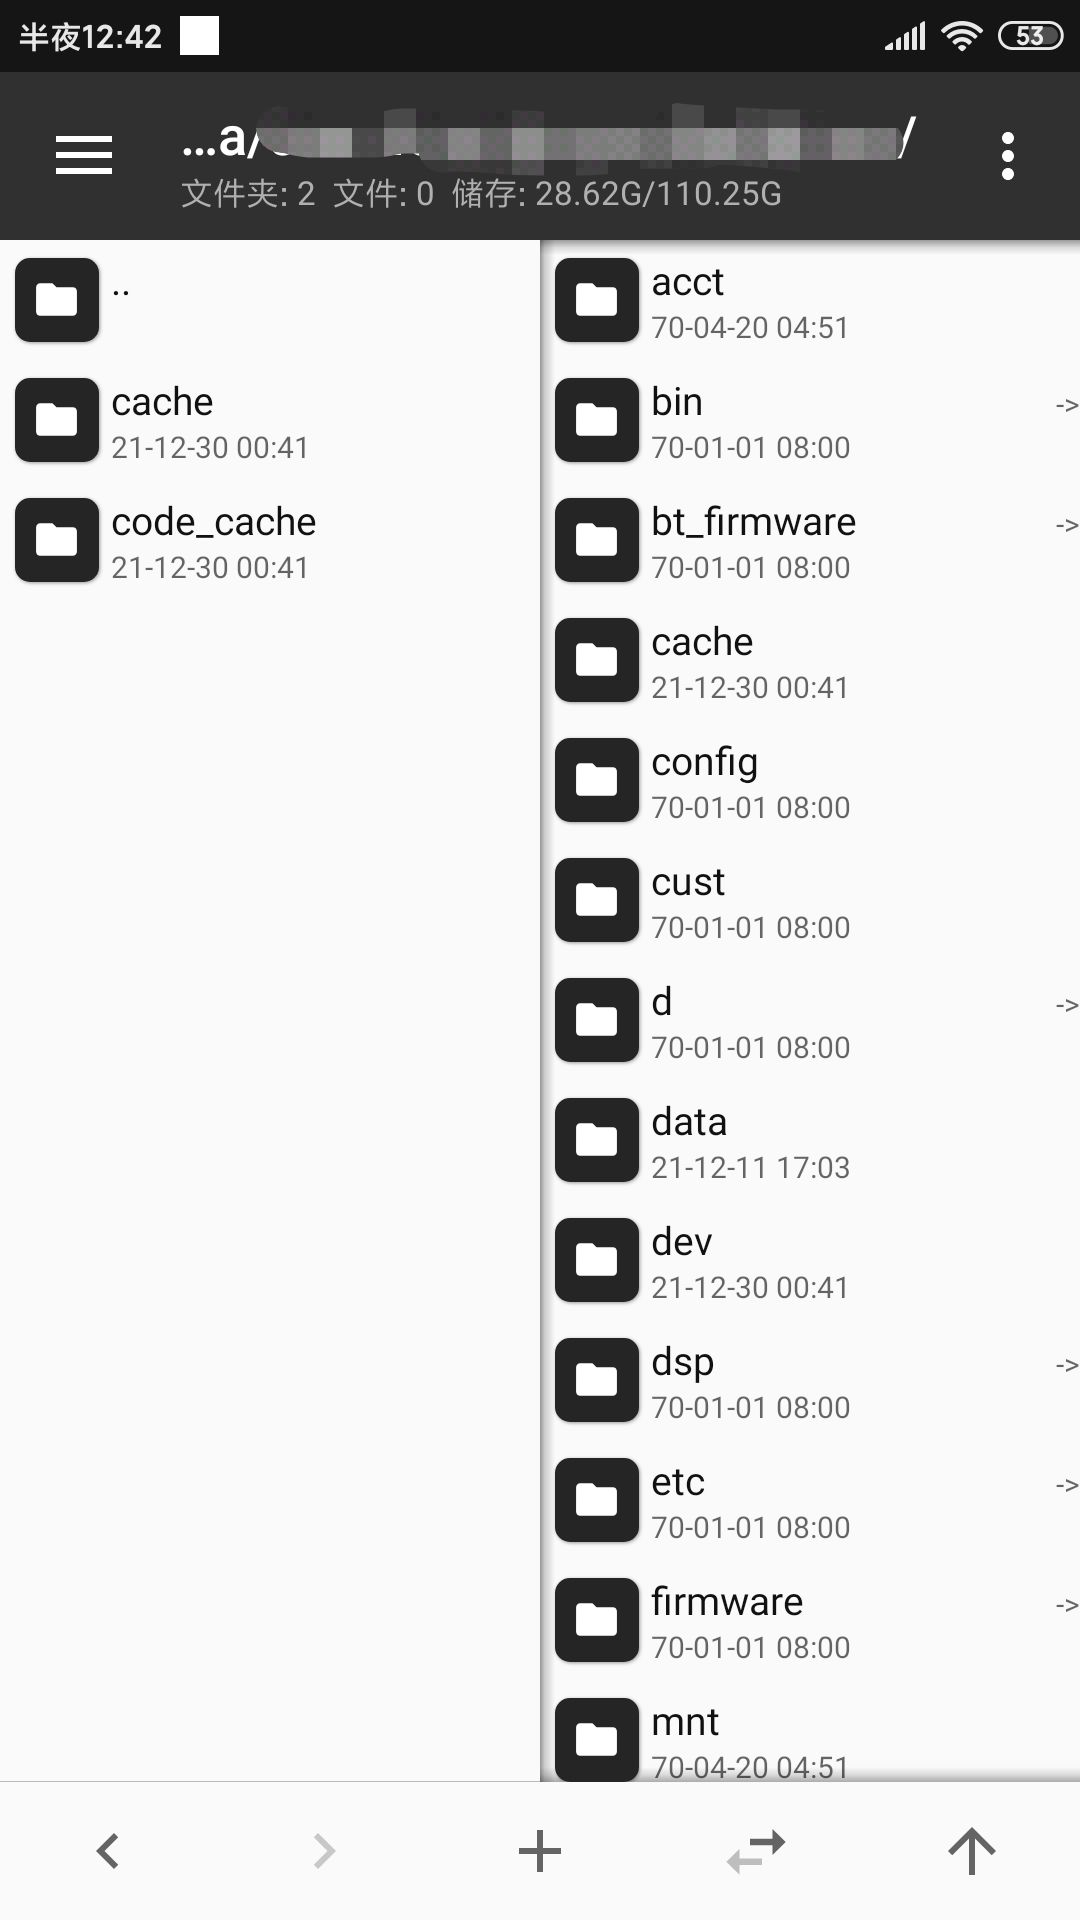 半夜12:42
53
...a/
/
文件夹: 2 文件: 0 储存: 28.62G/110.25G
..
cache
21-12-30 00:41
code_cache
21-12-30 00:41
acct
70-04-20 04:51
bin ->
70-01-01 08:00
bt_firmware ->
70-01-01 08:00
cache
21-12-30 00:41
config
70-01-01 08:00
cust
70-01-01 08:00
d ->
70-01-01 08:00
data
21-12-11 17:03
dev
21-12-30 00:41
dsp ->
70-01-01 08:00
etc ->
70-01-01 08:00
firmware ->
70-01-01 08:00
mnt
70-04-20 04:51